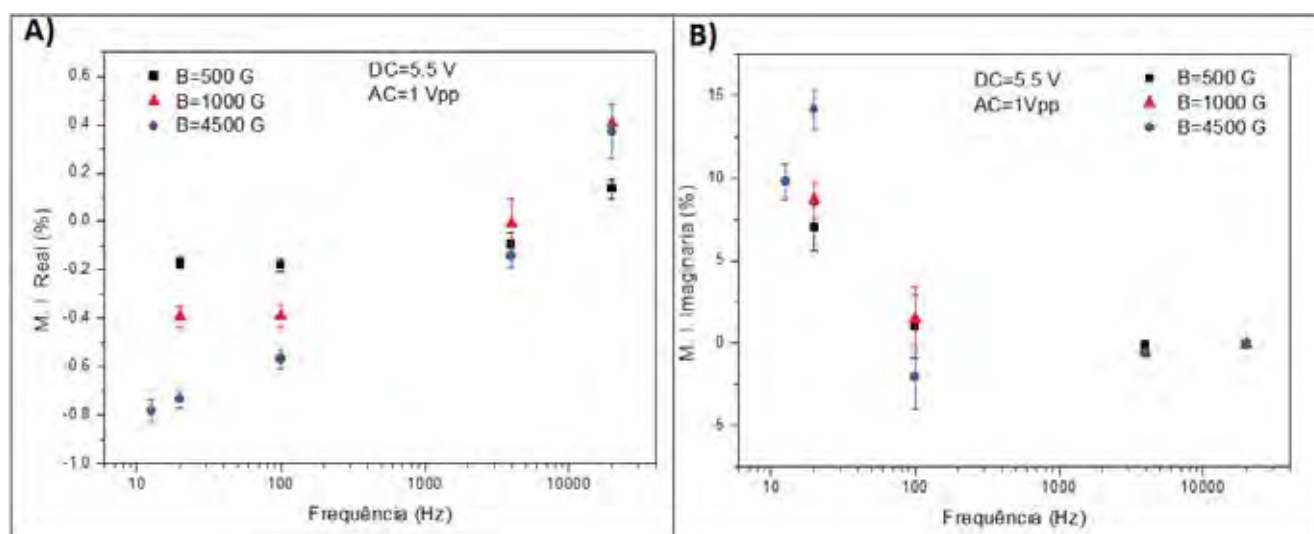 A)
M. I. Real (%)
0.6
0.4
0.2
0.0
-0.2
-0.4
-0.6
-0.8
-1.0
B=500 G
B=1000 G
B=4500 G
DC=5.5 V
AC=1 Vpp
10
100
1000
10000
Frequência (Hz)
B)
M. I. Imaginaria (%)
15
10
5
0
5
DC=5.5 V
AC=1Vpp
B=500 G
B=1000 G
B=4500 G
10
100
1000
10000
Frequência (Hz)